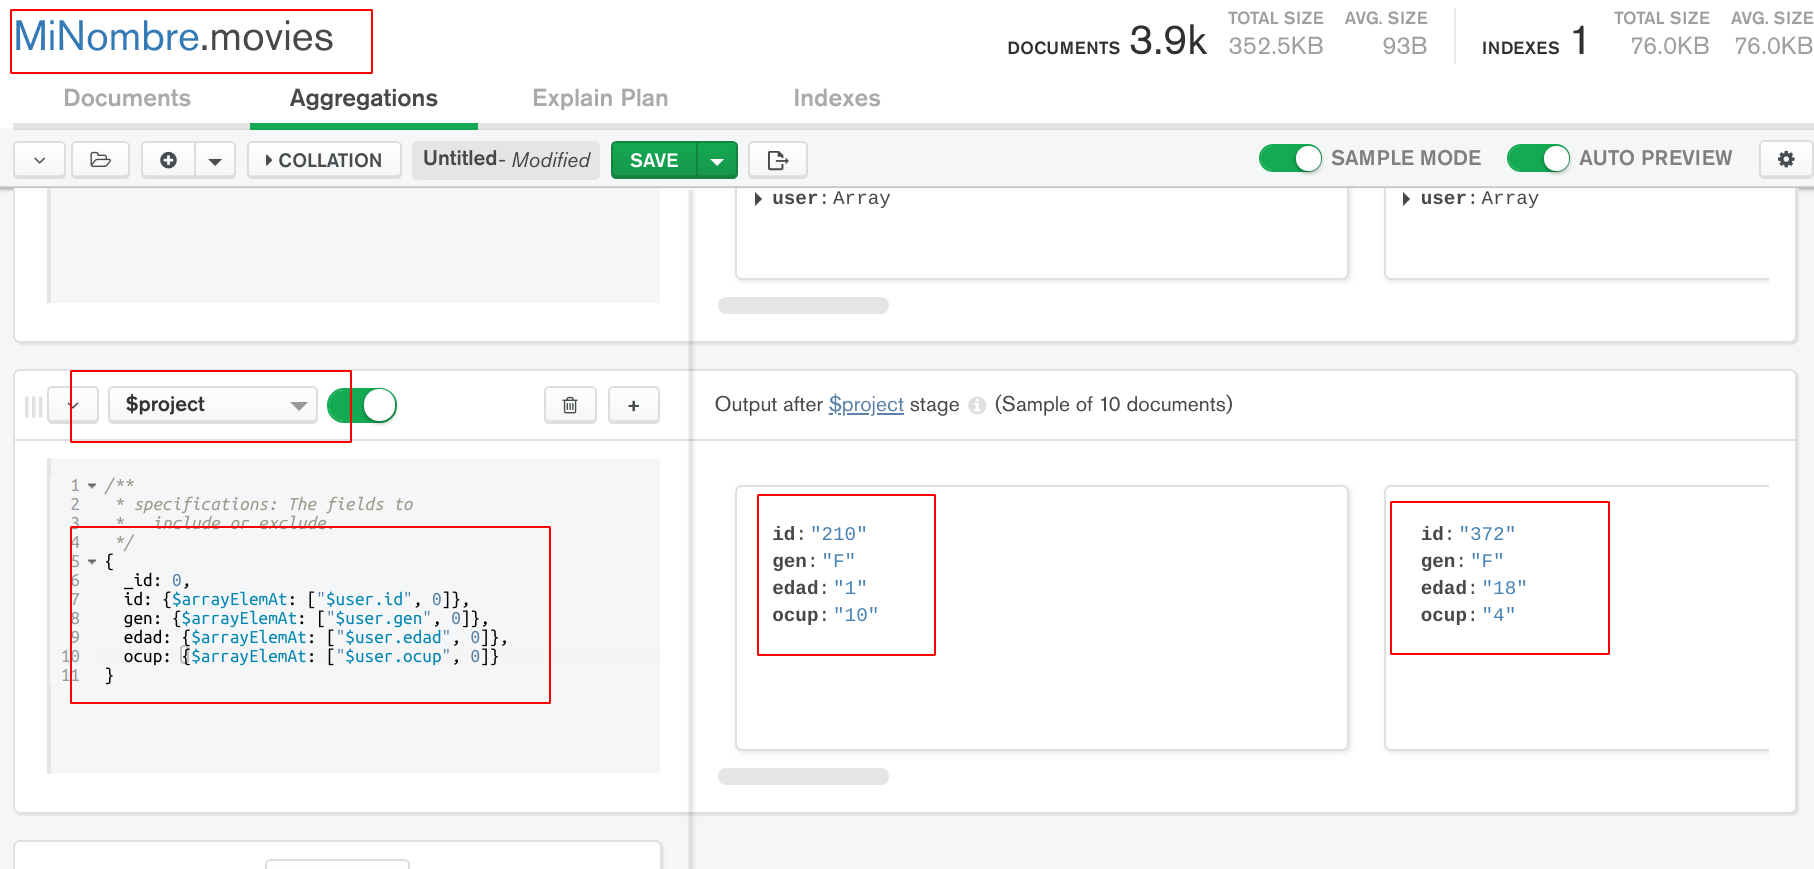 MiNombre.movies
DOCUMENTS 3.9k TOTAL SIZE 352.5KB AVG. SIZE 93B INDEXES 1 TOTAL SIZE 76.0KB AVG. SIZE 76.0KB
Documents Aggregations Explain Plan Indexes
COLLATION Untitled- Modified SAVE SAMPLE MODE AUTO PREVIEW
user: Array user: Array
$project Output after $project stage (Sample of 10 documents)
1 /**
2 * specifications: The fields to
3 * include or exclude.
4 */
5 {
6 _id: 0,
7 id: {$arrayElemAt: ["$user.id", 0]},
8 gen: {$arrayElemAt: ["$user.gen", 0]},
9 edad: {$arrayElemAt: ["$user.edad", 0]},
10 ocup: {$arrayElemAt: ["$user.ocup", 0]}
11 }
id: "210"
gen: "F"
edad: "1"
ocup: "10"
id: "372"
gen: "F"
edad: "18"
ocup: "4"